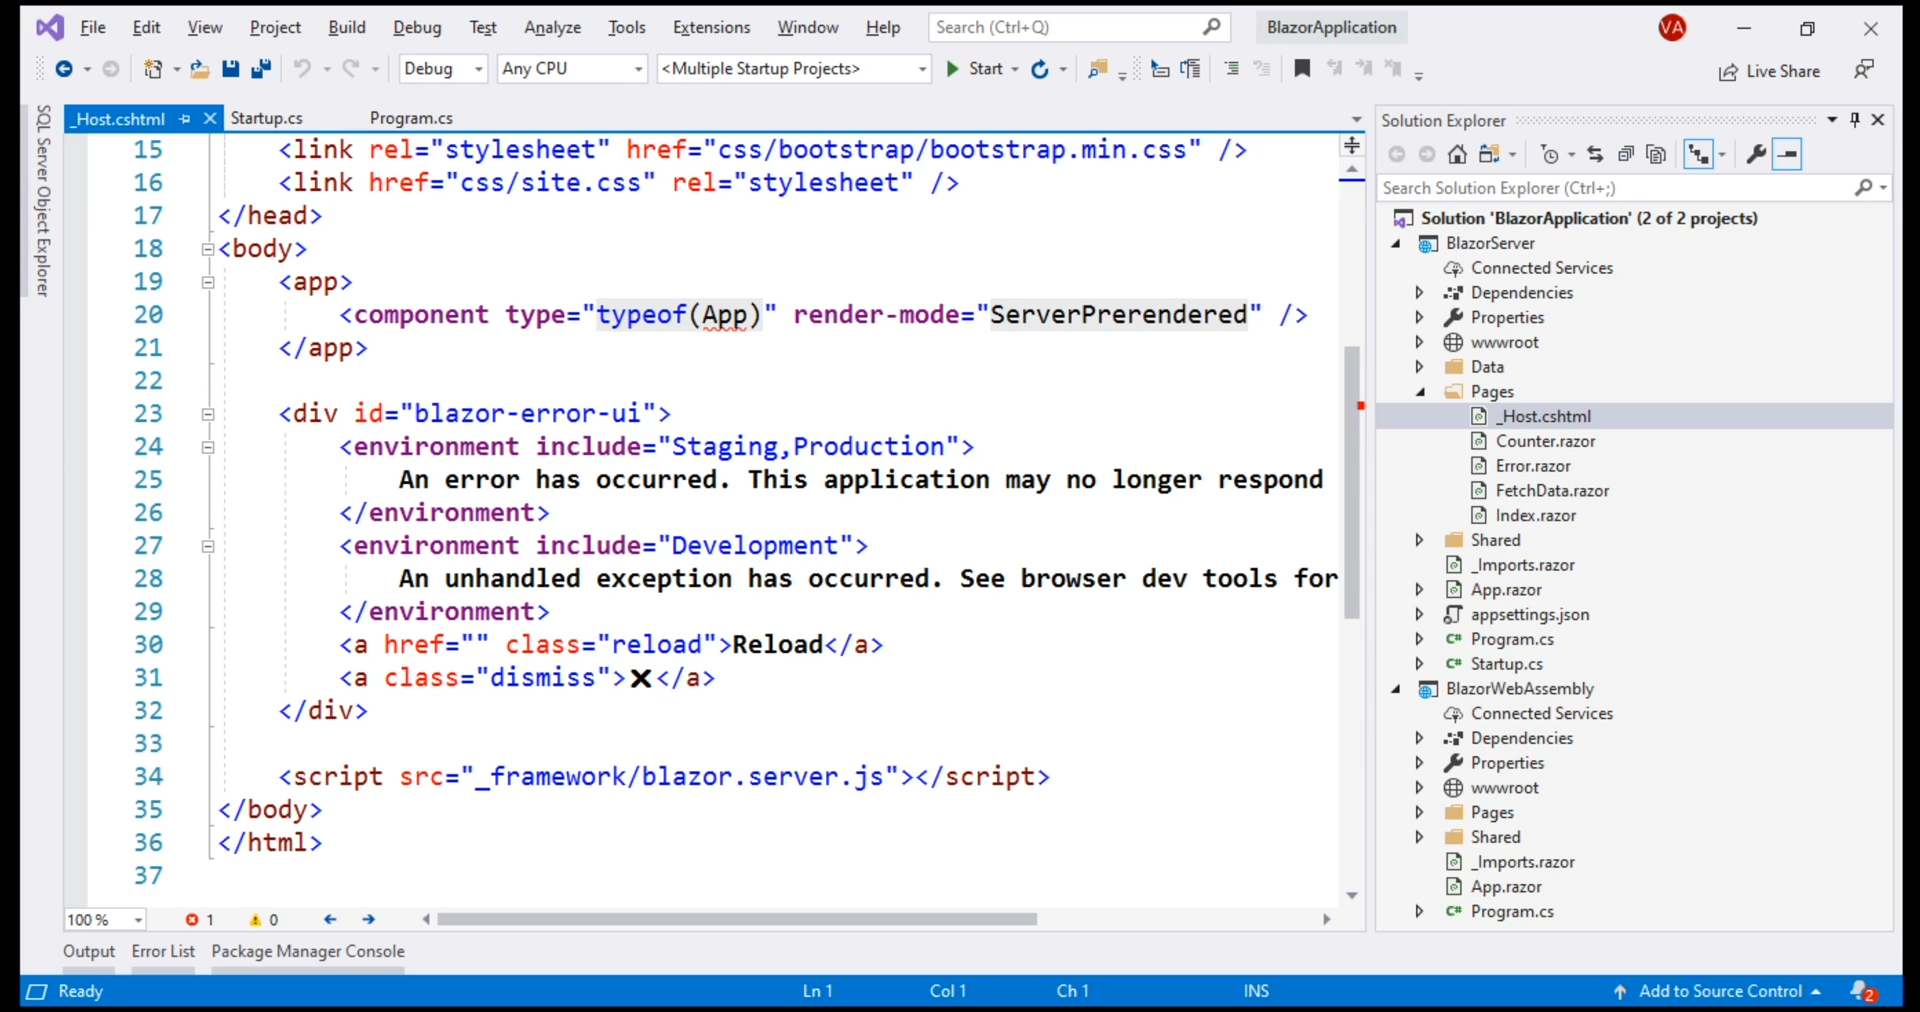 File Edit View Project Build Debug Test Analyze Tools Extensions Window Help Search (Ctrl+Q) BlazorApplication VA
Debug Any CPU <Multiple Startup Projects> Start Live Share
SQL Server Object Explorer
_Host.cshtml Startup.cs Program.cs
15 <link rel="stylesheet" href="css/bootstrap/bootstrap.min.css" />
16 <link href="css/site.css" rel="stylesheet" />
17 </head>
18 <body>
19 <app>
20 <component type="typeof(App)" render-mode="ServerPrerendered" />
21 </app>
22
23 <div id="blazor-error-ui">
24 <environment include="Staging,Production">
25 An error has occurred. This application may no longer respond
26 </environment>
27 <environment include="Development">
28 An unhandled exception has occurred. See browser dev tools for
29 </environment>
30 <a href="" class="reload">Reload</a>
31 <a class="dismiss">🗙</a>
32 </div>
33
34 <script src="_framework/blazor.server.js"></script>
35 </body>
36 </html>
37
100 % 1 0
Output Error List Package Manager Console
Solution Explorer
Search Solution Explorer (Ctrl+;)
Solution 'BlazorApplication' (2 of 2 projects)
BlazorServer
Connected Services
Dependencies
Properties
wwwroot
Data
Pages
_Host.cshtml
Counter.razor
Error.razor
FetchData.razor
Index.razor
Shared
_Imports.razor
App.razor
appsettings.json
C# Program.cs
C# Startup.cs
BlazorWebAssembly
Connected Services
Dependencies
Properties
wwwroot
Pages
Shared
_Imports.razor
App.razor
C# Program.cs
Ready Ln 1 Col 1 Ch 1 INS Add to Source Control 2